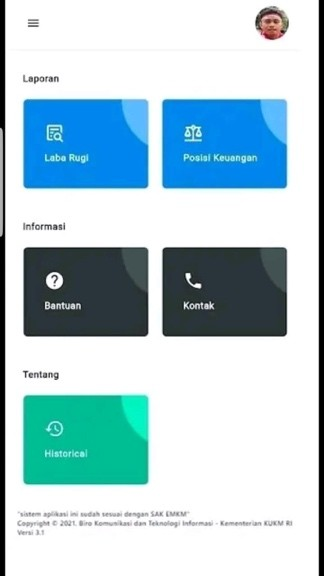 Laporan
Laba Rugi
Posisi Keuangan
Informasi
Bantuan
Kontak
Tentang
Historical
"sistem aplikasi ini sudah sesuai dengan SAK EMKM"
Copyright © 2021. Biro Komunikasi dan Teknologi Informasi - Kementerian KUKM RI
Versi 3.1